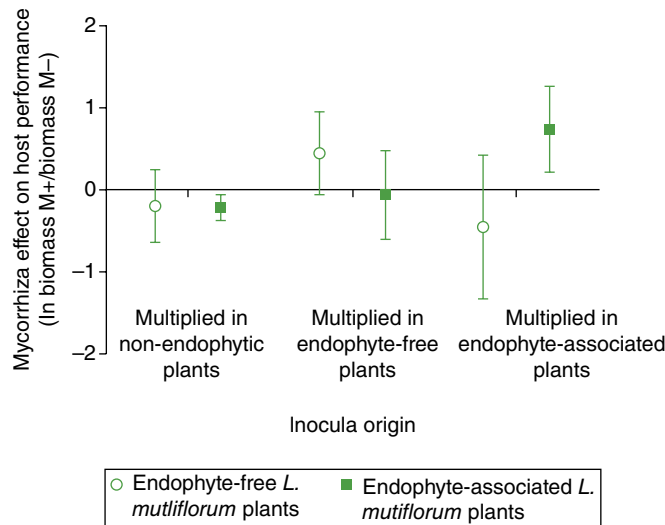 Mycorrhiza effect on host performance
(ln biomass M+/biomass M–)
2
1
0
–1
–2
Multiplied in
non-endophytic
plants
Multiplied in
endophyte-free
plants
Multiplied in
endophyte-associated
plants
Inocula origin
Endophyte-free L.
mutliflorum plants
Endophyte-associated L.
mutiflorum plants